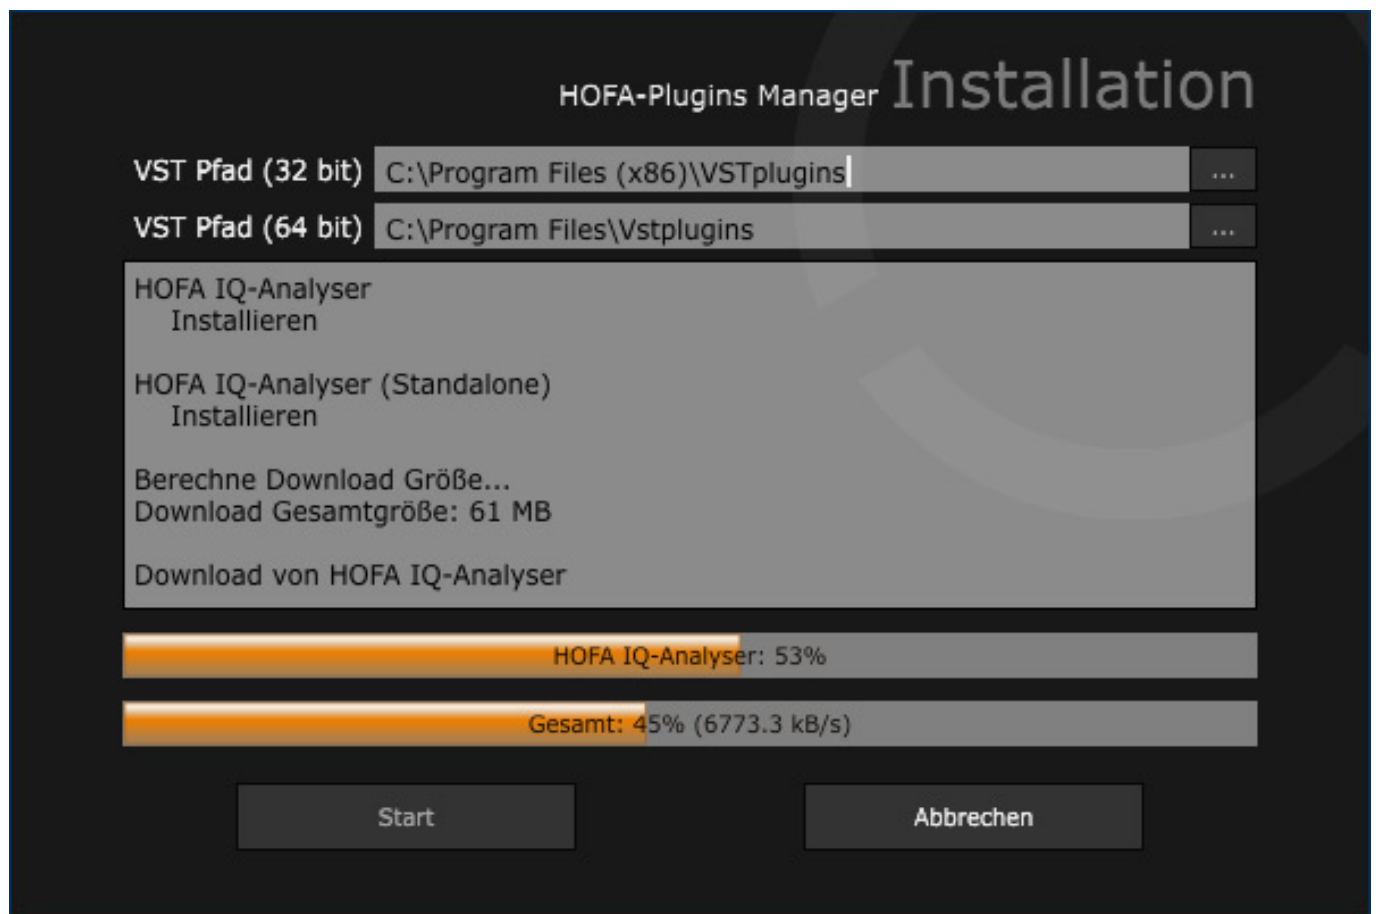 HOFA-Plugins Manager Installation
VST Pfad (32 bit) C:\Program Files (x86)\VSTplugins ...
VST Pfad (64 bit) C:\Program Files\Vstplugins ...
HOFA IQ-Analyser
Installieren
HOFA IQ-Analyser (Standalone)
Installieren
Berechne Download Größe...
Download Gesamtgröße: 61 MB
Download von HOFA IQ-Analyser
HOFA IQ-Analyser: 53%
Gesamt: 45% (6773.3 kB/s)
Start Abbrechen